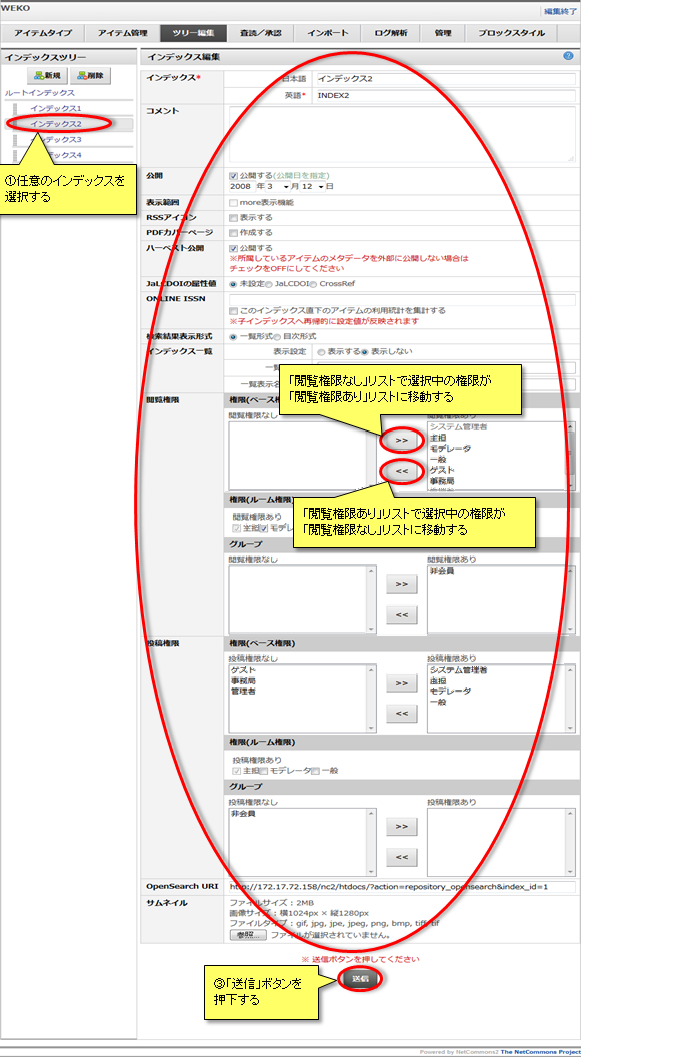 WEKO
編集終了
アイテムタイプ
アイテム管理
ツリー編集
査読／承認
インポート
ログ解析
管理
ブロックスタイル
インデックスツリー
新規
削除
ルートインデックス
インデックス1
インデックス2
インデックス3
インデックス4
①任意のインデックスを
選択する
インデックス編集
インデックス*
日本語
インデックス2
英語*
INDEX2
コメント
公開
公開する(公開日を指定)
2008 年 3 月 12 日
表示範囲
more表示機能
RSSアイコン
表示する
PDFカバーページ
作成する
ハーベスト公開
公開する
※所属しているアイテムのメタデータを外部に公開しない場合は
チェックをOFFにしてください
JaLCDOIの属性値
未設定 JaLCDOI CrossRef
ONLINE ISSN
このインデックス直下のアイテムの利用統計を集計する
※子インデックスへ再帰的に設定値が反映されます
検索結果表示形式
一覧形式 目次形式
インデックス一覧
表示設定
表示する 表示しない
一覧表示名
「閲覧権限なし」リストで選択中の権限が
「閲覧権限あり」リストに移動する
閲覧権限
権限(ベース権
閲覧権限なし
閲覧権限あり
システム管理者
主担
モデレータ
一般
ゲスト
事務局
>>
<<
「閲覧権限あり」リストで選択中の権限が
「閲覧権限なし」リストに移動する
権限(ルーム権限)
閲覧権限あり
主担 モデレ
グループ
閲覧権限なし
閲覧権限あり
非会員
>>
<<
投稿権限
権限(ベース権限)
投稿権限なし
投稿権限あり
ゲスト
事務局
管理者
>>
<<
システム管理者
主担
モデレータ
一般
権限(ルーム権限)
投稿権限あり
主担 モデレータ 一般
グループ
投稿権限なし
投稿権限あり
非会員
>>
<<
OpenSearch URI
http://172.17.72.158/nc2/htdocs/?action=repository_opensearch&index_id=1
サムネイル
ファイルサイズ : 2MB
画像サイズ : 横1024px × 縦1280px
ファイルタイプ : gif, jpg, jpe, jpeg, png, bmp, tiff, tif
参照... ファイルが選択されていません。
※ 送信ボタンを押してください
送信
③「送信」ボタンを
押下する
Powered by NetCommons2 The NetCommons Project